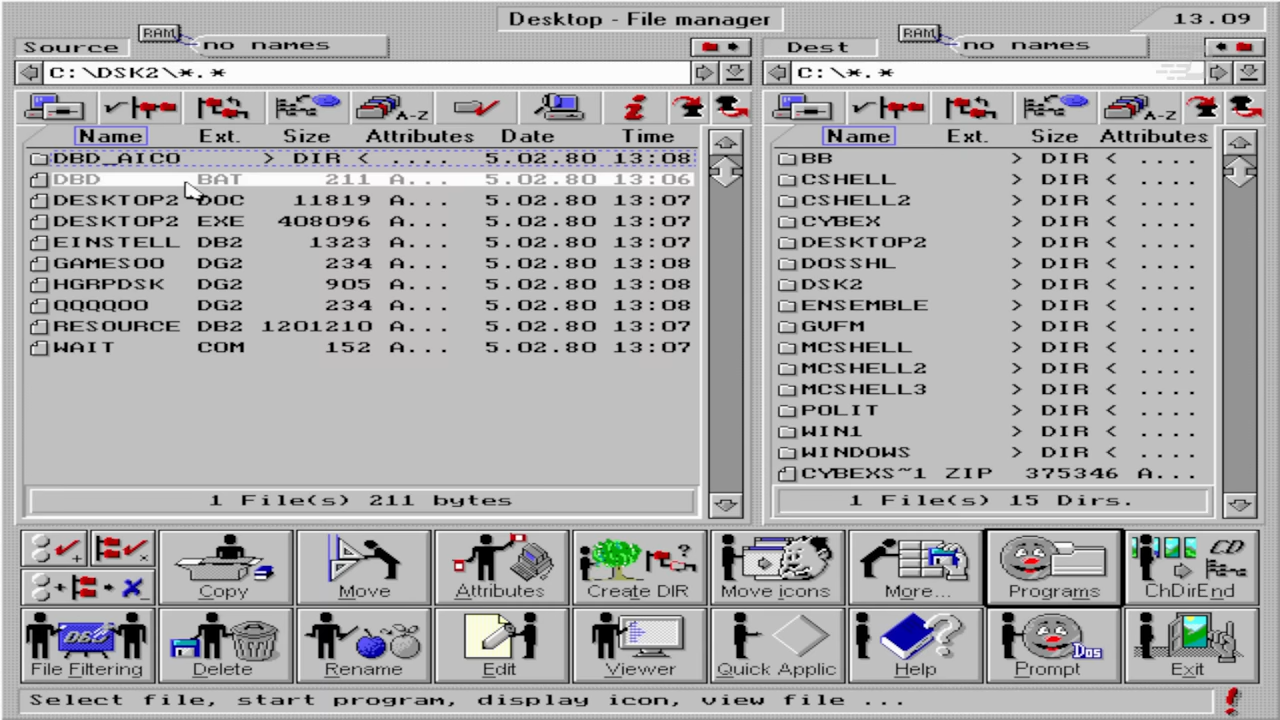 Desktop - File manager
13.09
Source
RAM
no names
Dest
RAM
no names
C:\DSK2\*.*
C:\*.*
A-Z
A-Z
Name Ext. Size Attributes Date Time
DBD_AICO > DIR < .... 5.02.80 13:08
DBD BAT 211 A... 5.02.80 13:06
DESKTOP2 DOC 11819 A... 5.02.80 13:07
DESKTOP2 EXE 408096 A... 5.02.80 13:07
EINSTELL DB2 1323 A... 5.02.80 13:07
GAMES00 DG2 234 A... 5.02.80 13:08
HGRPDSK DG2 905 A... 5.02.80 13:08
QQQQ00 DG2 234 A... 5.02.80 13:08
RESOURCE DB2 1201210 A... 5.02.80 13:07
WAIT COM 152 A... 5.02.80 13:07
1 File(s) 211 bytes
Name Ext. Size Attributes
BB > DIR < ....
CSHELL > DIR < ....
CSHELL2 > DIR < ....
CYBEX > DIR < ....
DESKTOP2 > DIR < ....
DOSSHL > DIR < ....
DSK2 > DIR < ....
ENSEMBLE > DIR < ....
GVFM > DIR < ....
MCSHELL > DIR < ....
MCSHELL2 > DIR < ....
MCSHELL3 > DIR < ....
POLIT > DIR < ....
WIN1 > DIR < ....
WINDOWS > DIR < ....
CYBEXS~1 ZIP 375346 A...
1 File(s) 15 Dirs.
Copy
Move
Attributes
Create DIR
Move icons
More...
Programs
CD
ChDirEnd
File Filtering
Delete
Rename
Edit
Viewer
Quick Applic
Help
Dos
Prompt
Exit
Select file, start program, display icon, view file ...